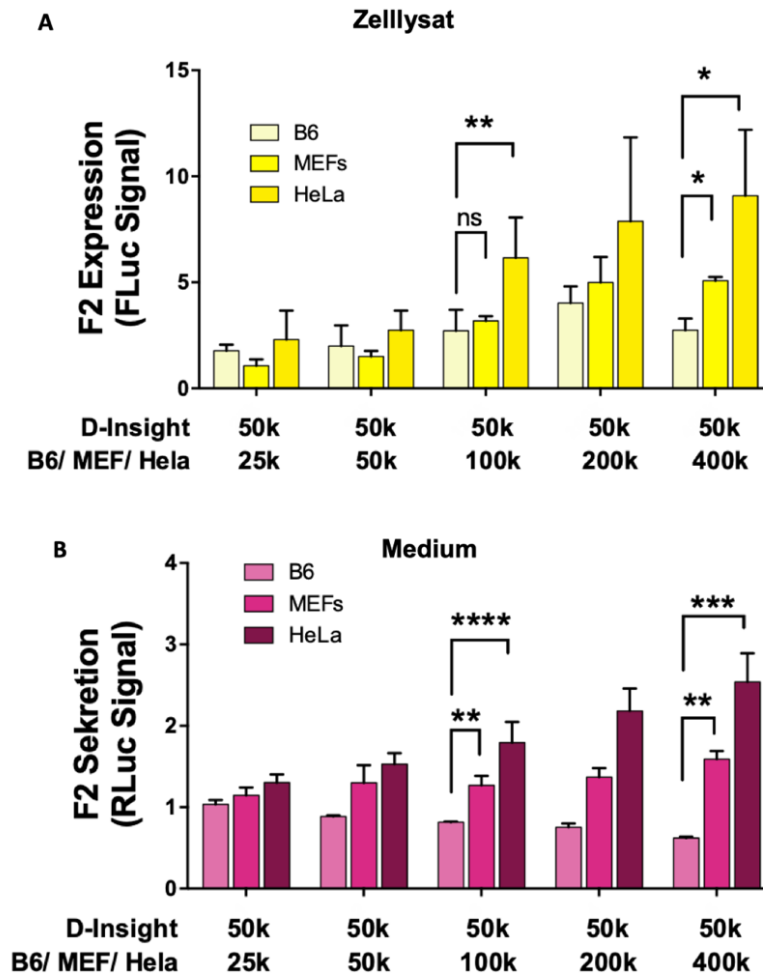 A
Zelllysat
F2 Expression
(FLuc Signal)
15
10
5
0
B6
MEFs
HeLa
ns
**
*
*
D-Insight 50k 50k 50k 50k 50k
B6/ MEF/ Hela 25k 50k 100k 200k 400k
B
Medium
F2 Sekretion
(RLuc Signal)
4
3
2
1
0
B6
MEFs
HeLa
****
**
***
**
D-Insight 50k 50k 50k 50k 50k
B6/ MEF/ Hela 25k 50k 100k 200k 400k